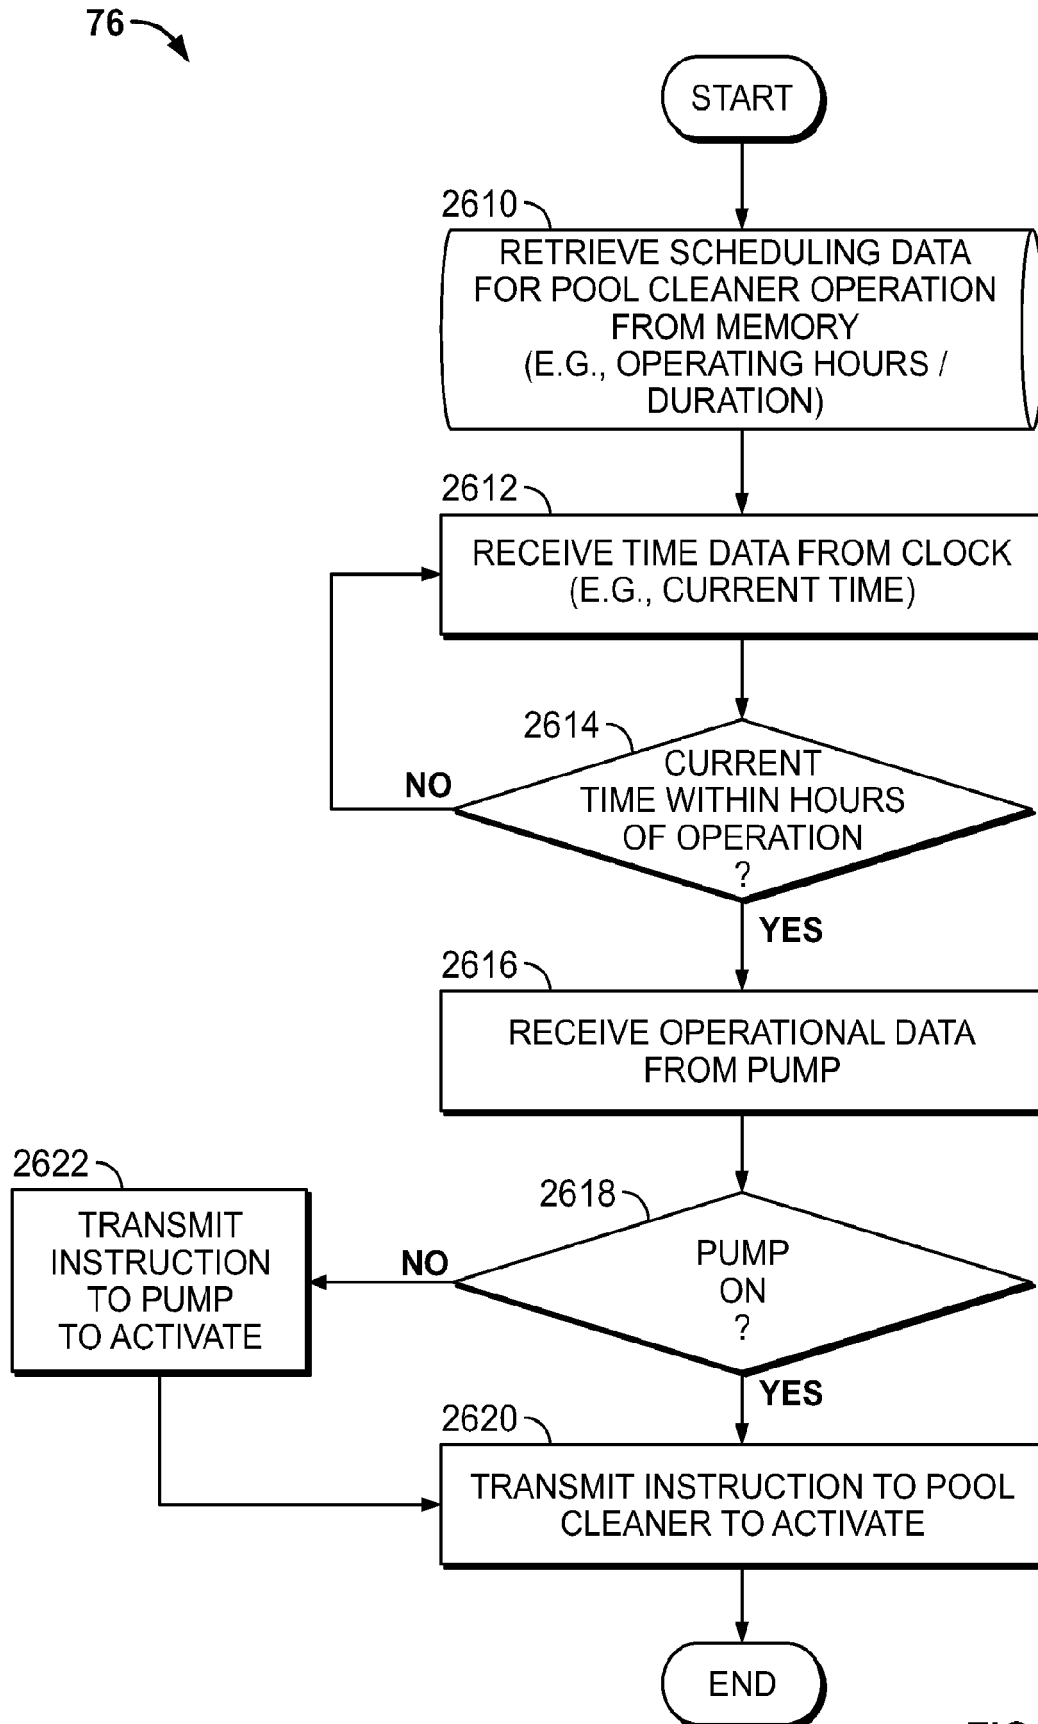 76
START
2610
RETRIEVE SCHEDULING DATA
FOR POOL CLEANER OPERATION
FROM MEMORY
(E.G., OPERATING HOURS /
DURATION)
2612
RECEIVE TIME DATA FROM CLOCK
(E.G., CURRENT TIME)
2614
CURRENT
TIME WITHIN HOURS
OF OPERATION
?
NO
YES
2616
RECEIVE OPERATIONAL DATA
FROM PUMP
2618
PUMP
ON
?
NO
YES
2622
TRANSMIT
INSTRUCTION
TO PUMP
TO ACTIVATE
2620
TRANSMIT INSTRUCTION TO POOL
CLEANER TO ACTIVATE
END